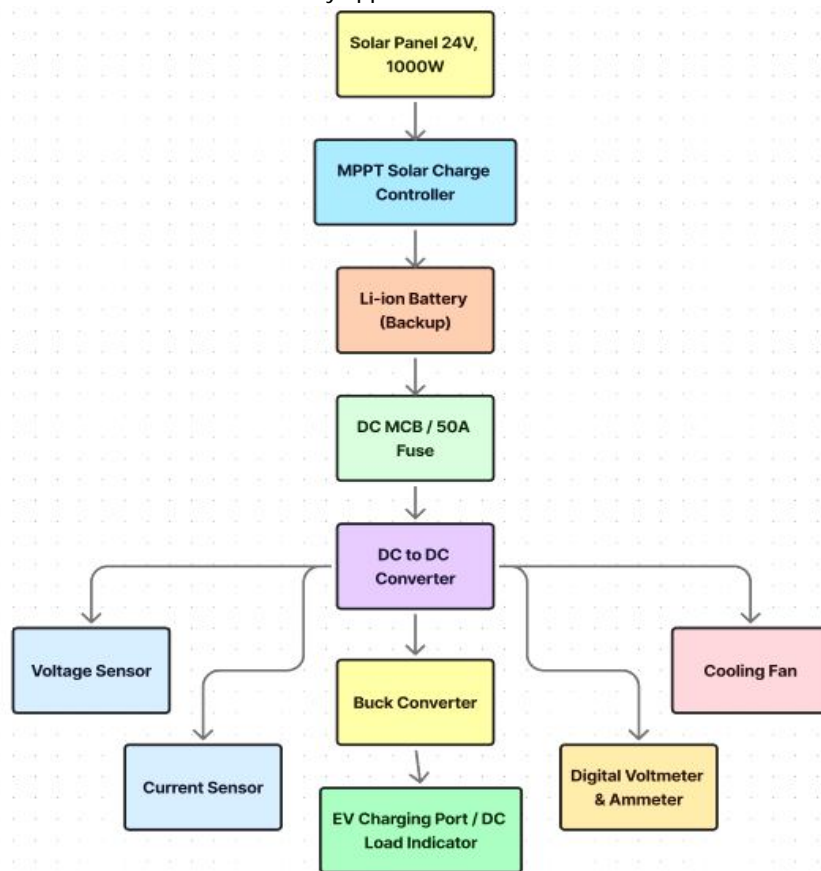 Solar Panel 24V,
1000W
MPPT Solar Charge
Controller
Li-ion Battery
(Backup)
DC MCB / 50A
Fuse
DC to DC
Converter
Voltage Sensor
Cooling Fan
Buck Converter
Current Sensor
Digital Voltmeter
& Ammeter
EV Charging Port / DC
Load Indicator